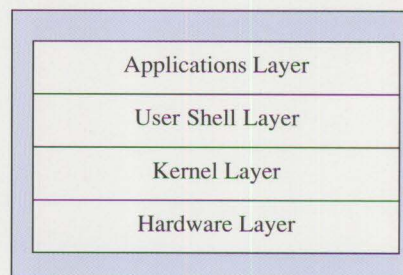 Applications Layer
User Shell Layer
Kernel Layer
Hardware Layer